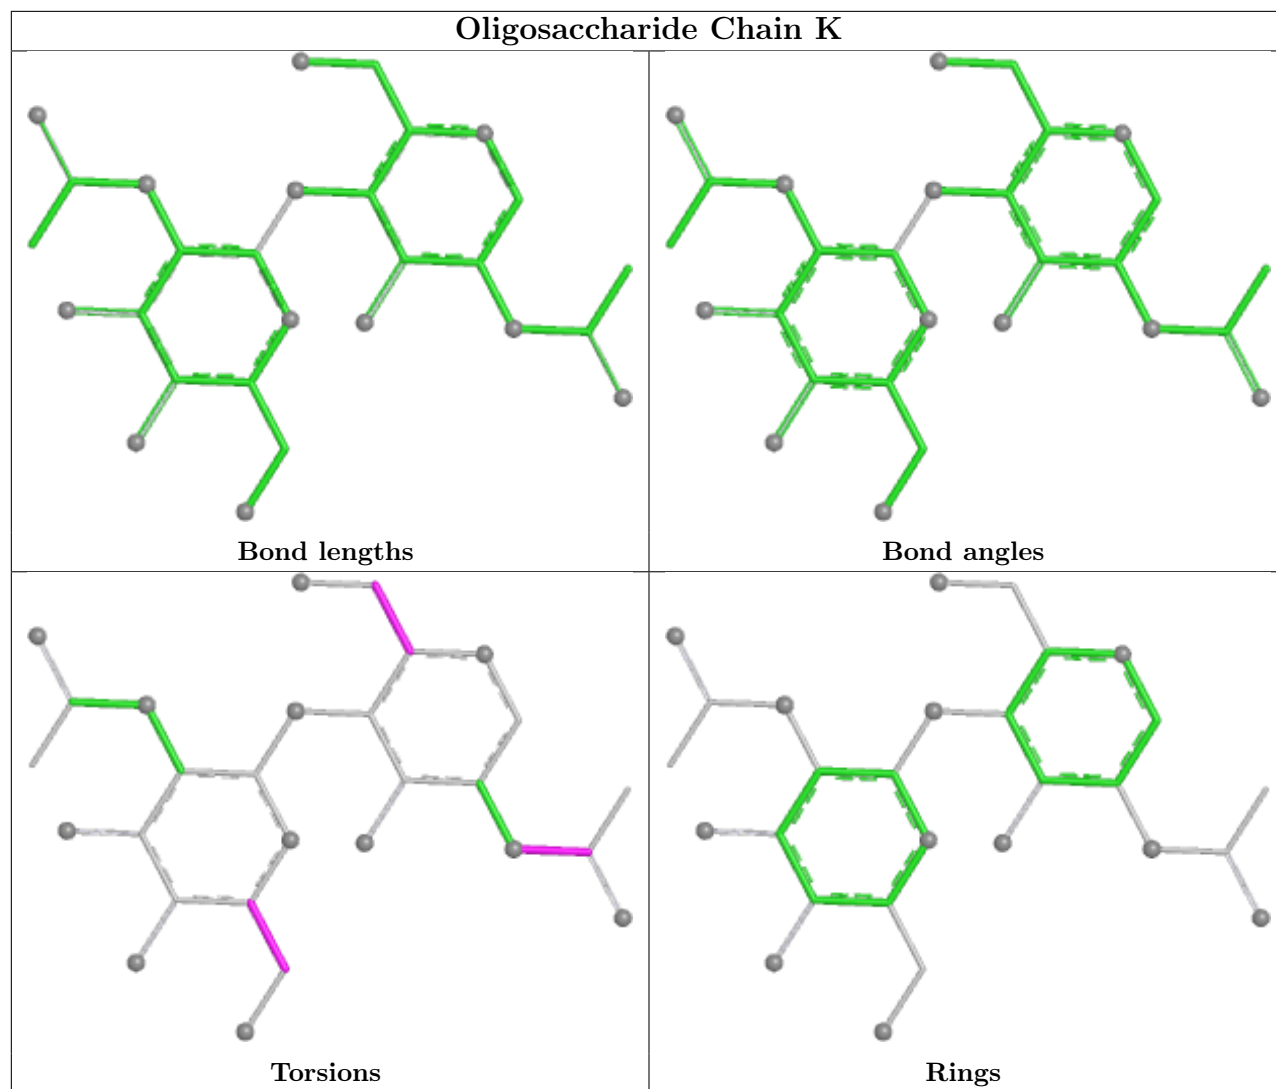 Oligosaccharide Chain K
Bond lengths
Bond angles
Torsions
Rings